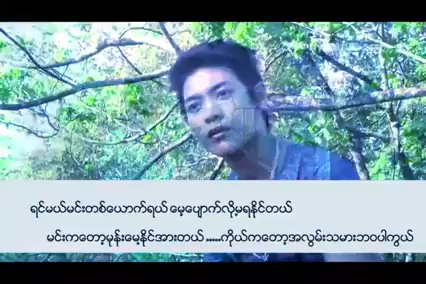 ရင်မယ်မင်းတစ်ယောက်ရယ် မေ့ပျောက်လို့မရနိုင်တယ်
မင်းကတော့မုန်းမေ့နိုင်အားတယ် ......ကိုယ်ကတော့အလွမ်းသမားဘဝပါကွယ်